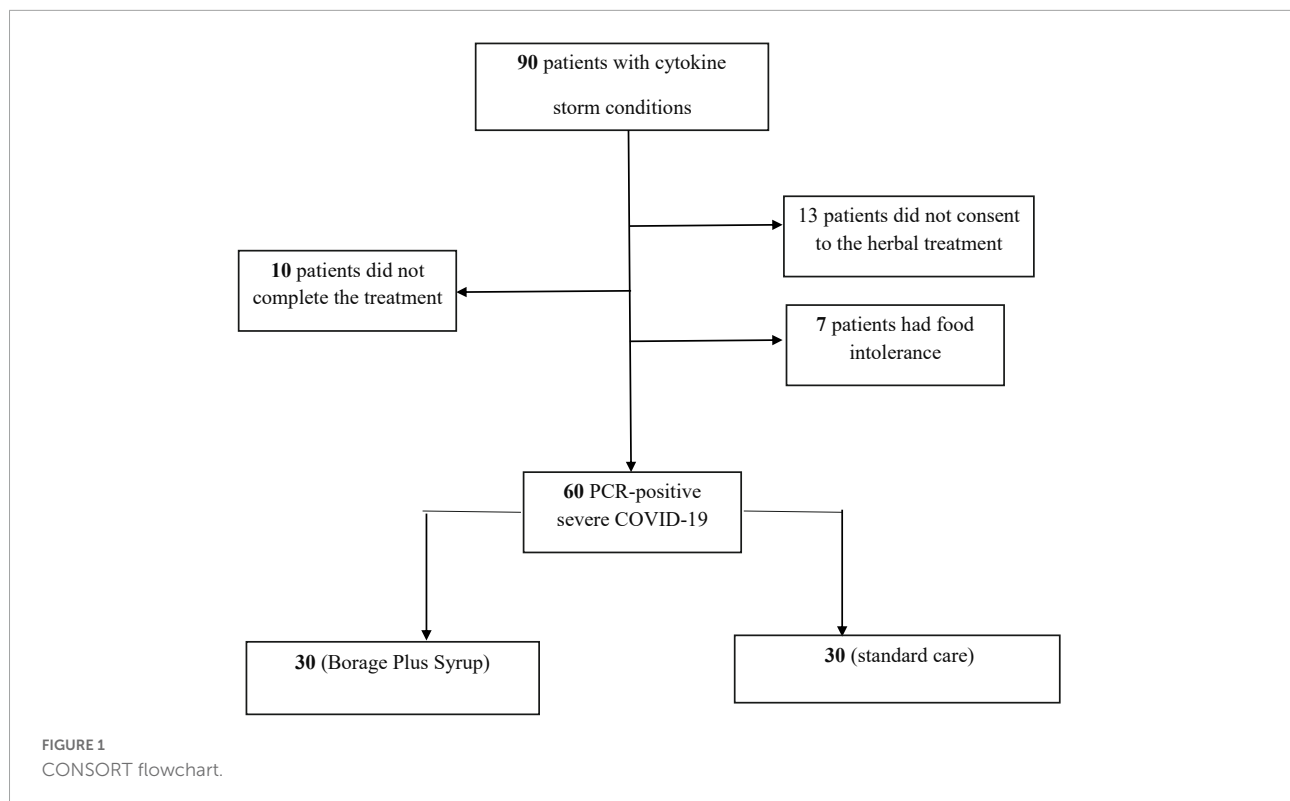 90 patients with cytokine
storm conditions
13 patients did not consent
to the herbal treatment
10 patients did not
complete the treatment
7 patients had food
intolerance
60 PCR-positive
severe COVID-19
30 (Borage Plus Syrup)
30 (standard care)
FIGURE 1
CONSORT flowchart.